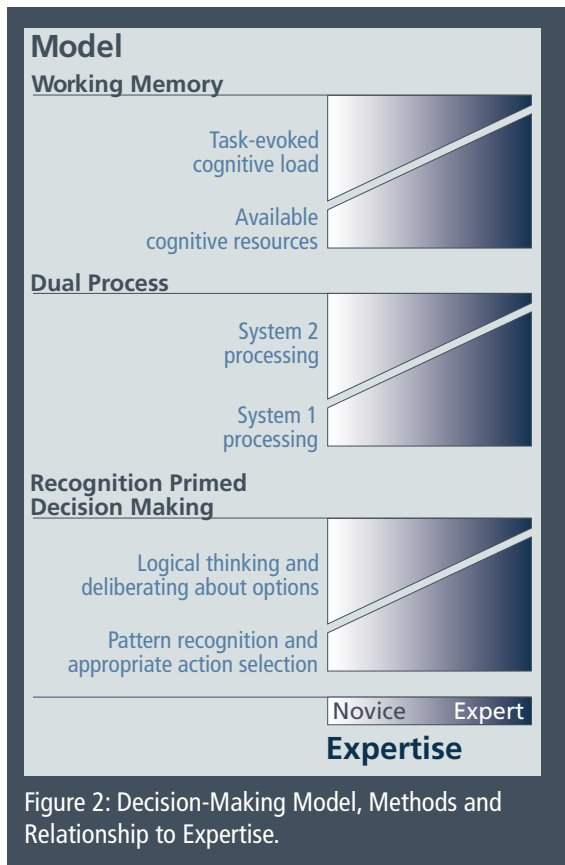 Model
Working Memory
Task-evoked
cognitive load
Available
cognitive resources
Dual Process
System 2
processing
System 1
processing
Recognition Primed
Decision Making
Logical thinking and
deliberating about options
Pattern recognition and
appropriate action selection
Novice Expert
Expertise
Figure 2: Decision-Making Model, Methods and
Relationship to Expertise.